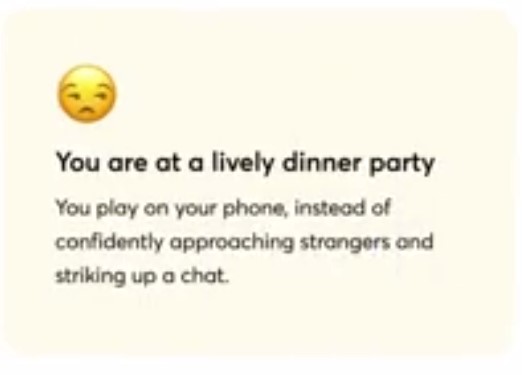 You are at a lively dinner party
You play on your phone, instead of
confidently approaching strangers and
striking up a chat.